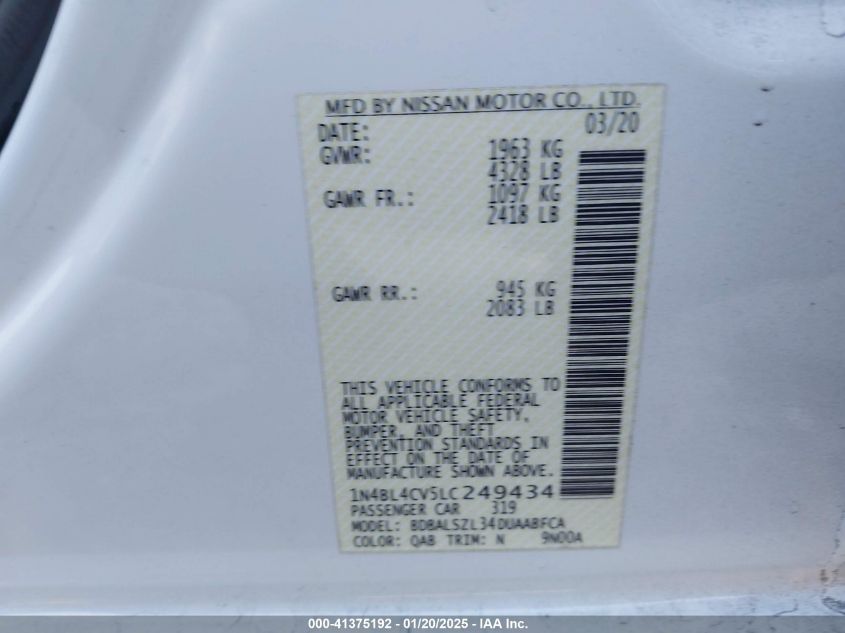 MFD BY NISSAN MOTOR CO., LTD.
DATE: 03/20
GVWR: 1963 KG
4328 LB
GAWR FR.: 1097 KG
2418 LB
GAWR RR.: 945 KG
2083 LB
THIS VEHICLE CONFORMS TO
ALL APPLICABLE FEDERAL
MOTOR VEHICLE SAFETY,
BUMPER, AND THEFT
PREVENTION STANDARDS IN
EFFECT ON THE DATE OF
MANUFACTURE SHOWN ABOVE.
1N4BL4CV5LC249434
PASSENGER CAR 319
MODEL: BDBALSZL34DUAABFCA
COLOR: QAB TRIM: N 9N00A
000-41375192 - 01/20/2025 - IAA Inc.